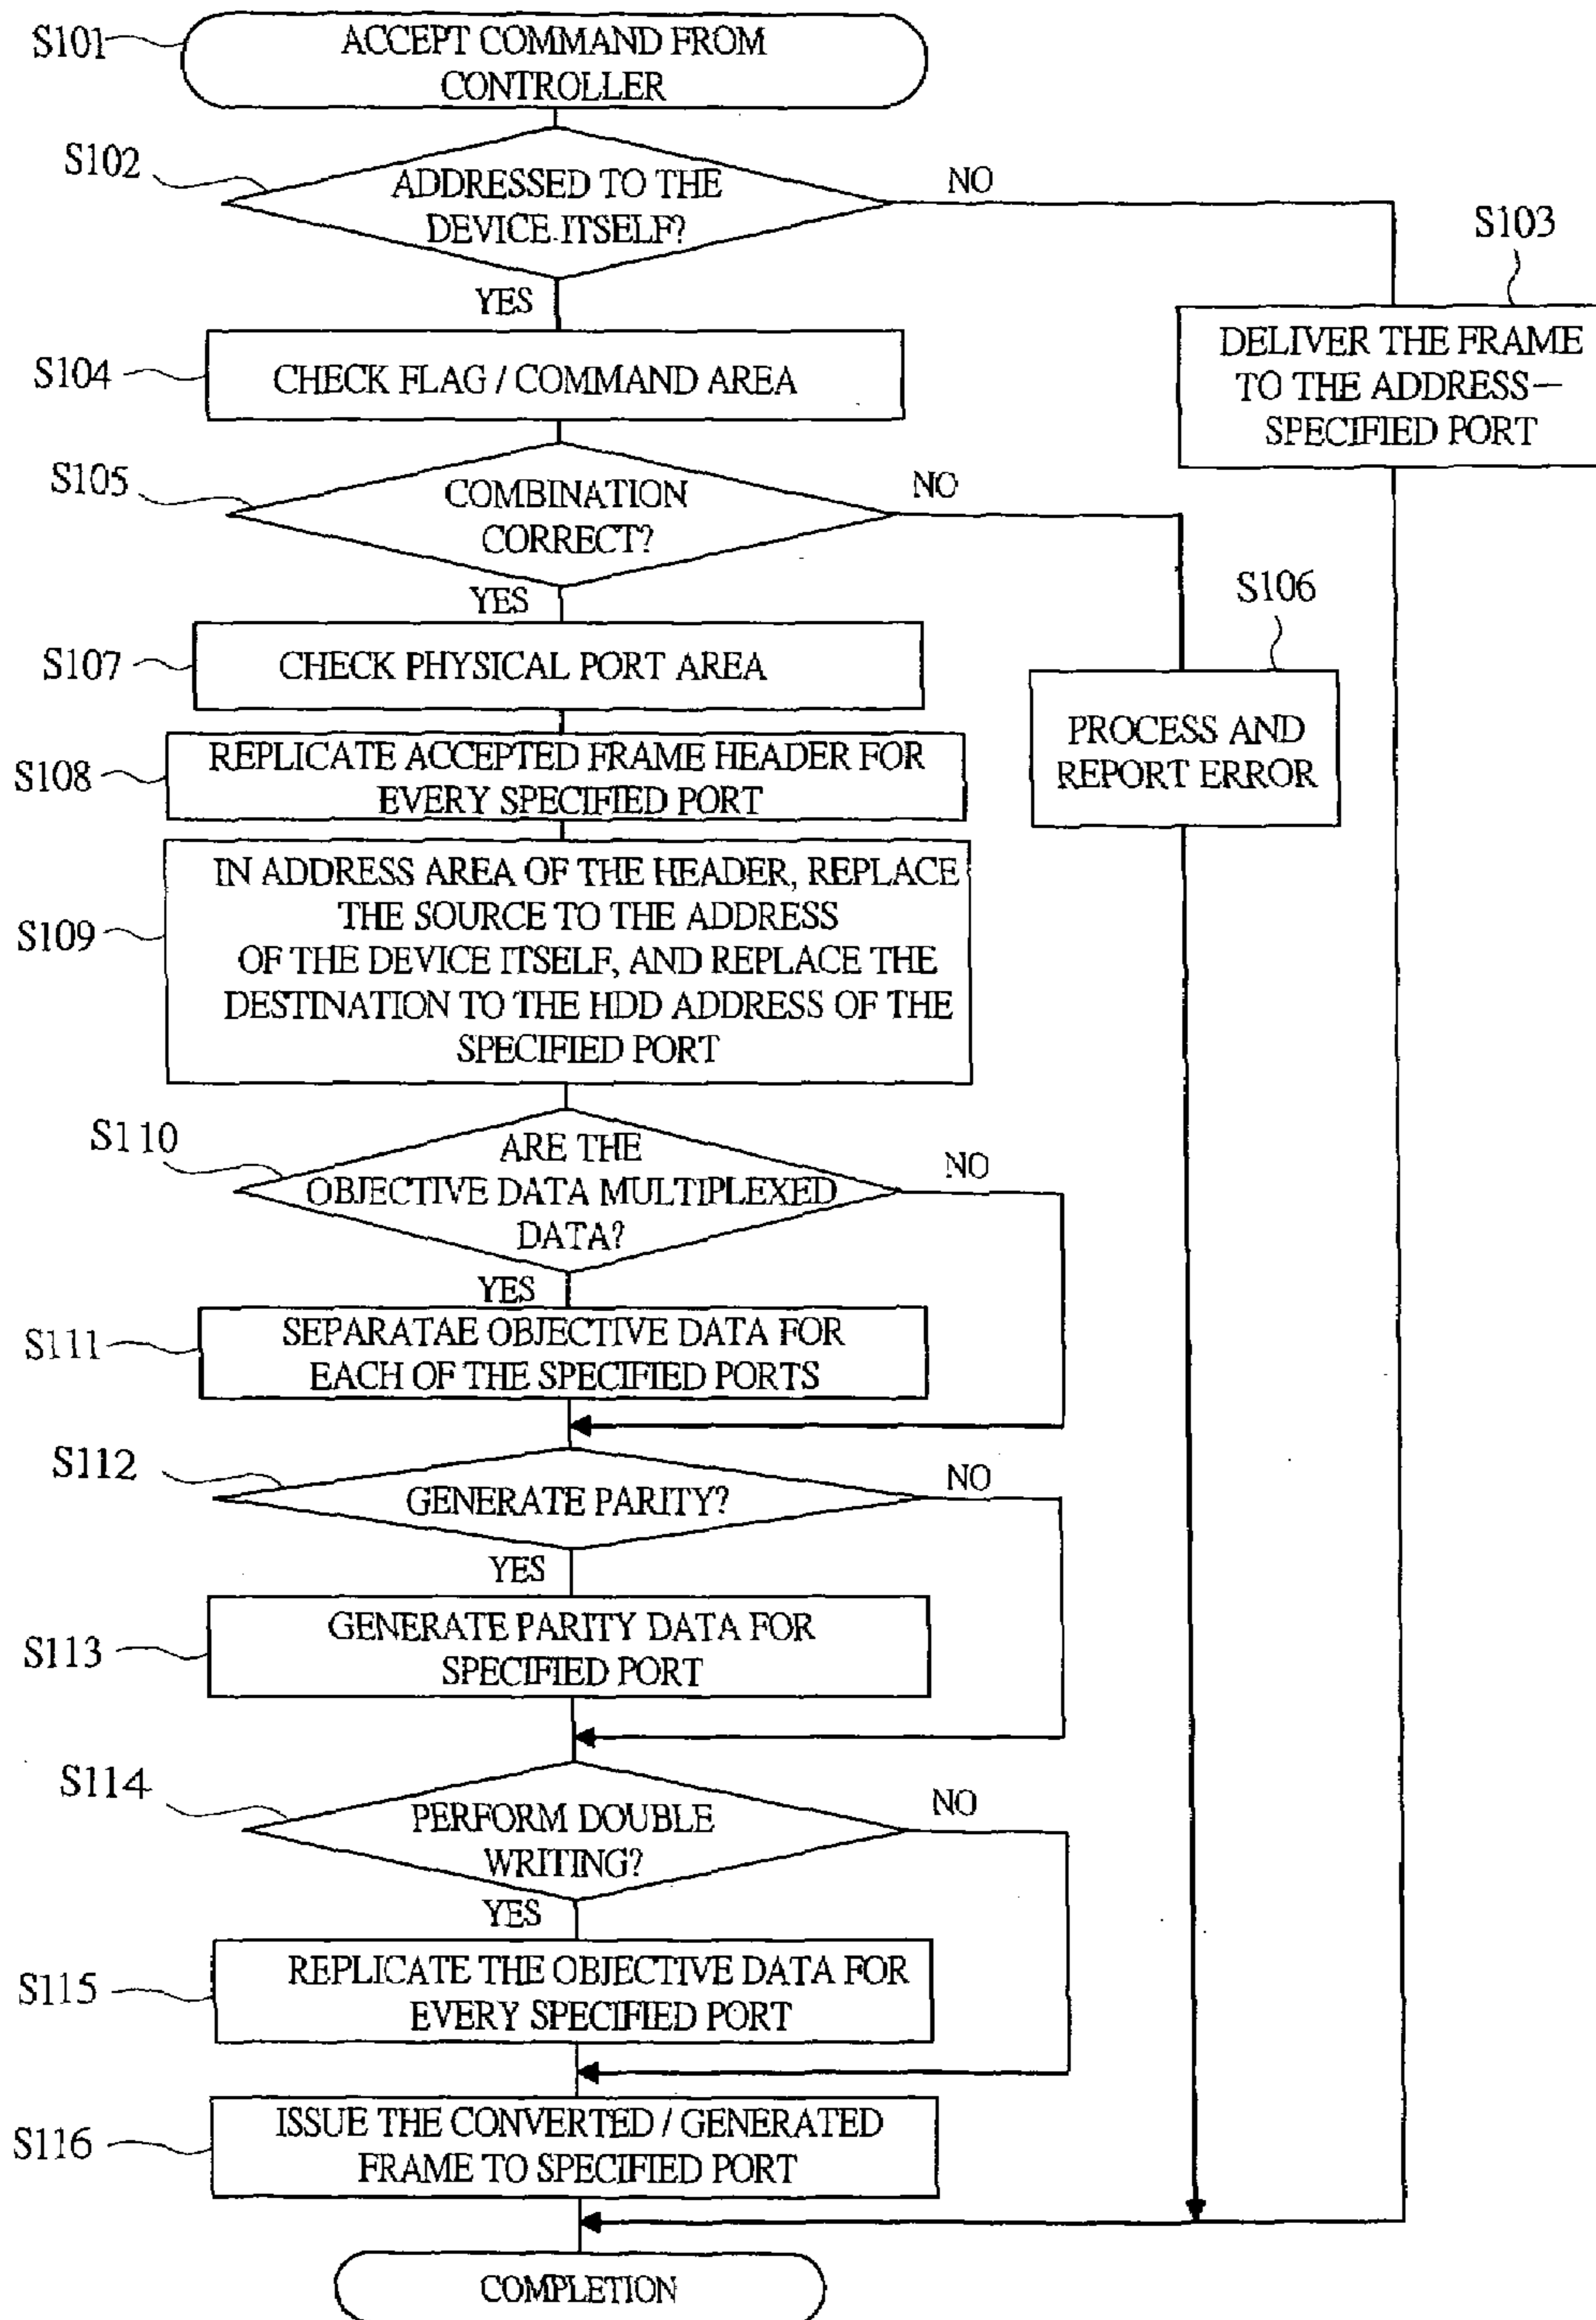 S101
ACCEPT COMMAND FROM
CONTROLLER
S102
ADDRESSED TO THE
DEVICE ITSELF?
NO
YES
S103
DELIVER THE FRAME
TO THE ADDRESS—
SPECIFIED PORT
S104
CHECK FLAG / COMMAND AREA
S105
COMBINATION
CORRECT?
NO
YES
S106
PROCESS AND
REPORT ERROR
S107
CHECK PHYSICAL PORT AREA
S108
REPLICATE ACCEPTED FRAME HEADER FOR
EVERY SPECIFIED PORT
S109
IN ADDRESS AREA OF THE HEADER, REPLACE
THE SOURCE TO THE ADDRESS
OF THE DEVICE ITSELF, AND REPLACE THE
DESTINATION TO THE HDD ADDRESS OF THE
SPECIFIED PORT
S110
ARE THE
OBJECTIVE DATA MULTIPLEXED
DATA?
NO
YES
S111
SEPARATAE OBJECTIVE DATA FOR
EACH OF THE SPECIFIED PORTS
S112
GENERATE PARITY?
NO
YES
S113
GENERATE PARITY DATA FOR
SPECIFIED PORT
S114
PERFORM DOUBLE
WRITING?
NO
YES
S115
REPLICATE THE OBJECTIVE DATA FOR
EVERY SPECIFIED PORT
S116
ISSUE THE CONVERTED / GENERATED
FRAME TO SPECIFIED PORT
COMPLETION